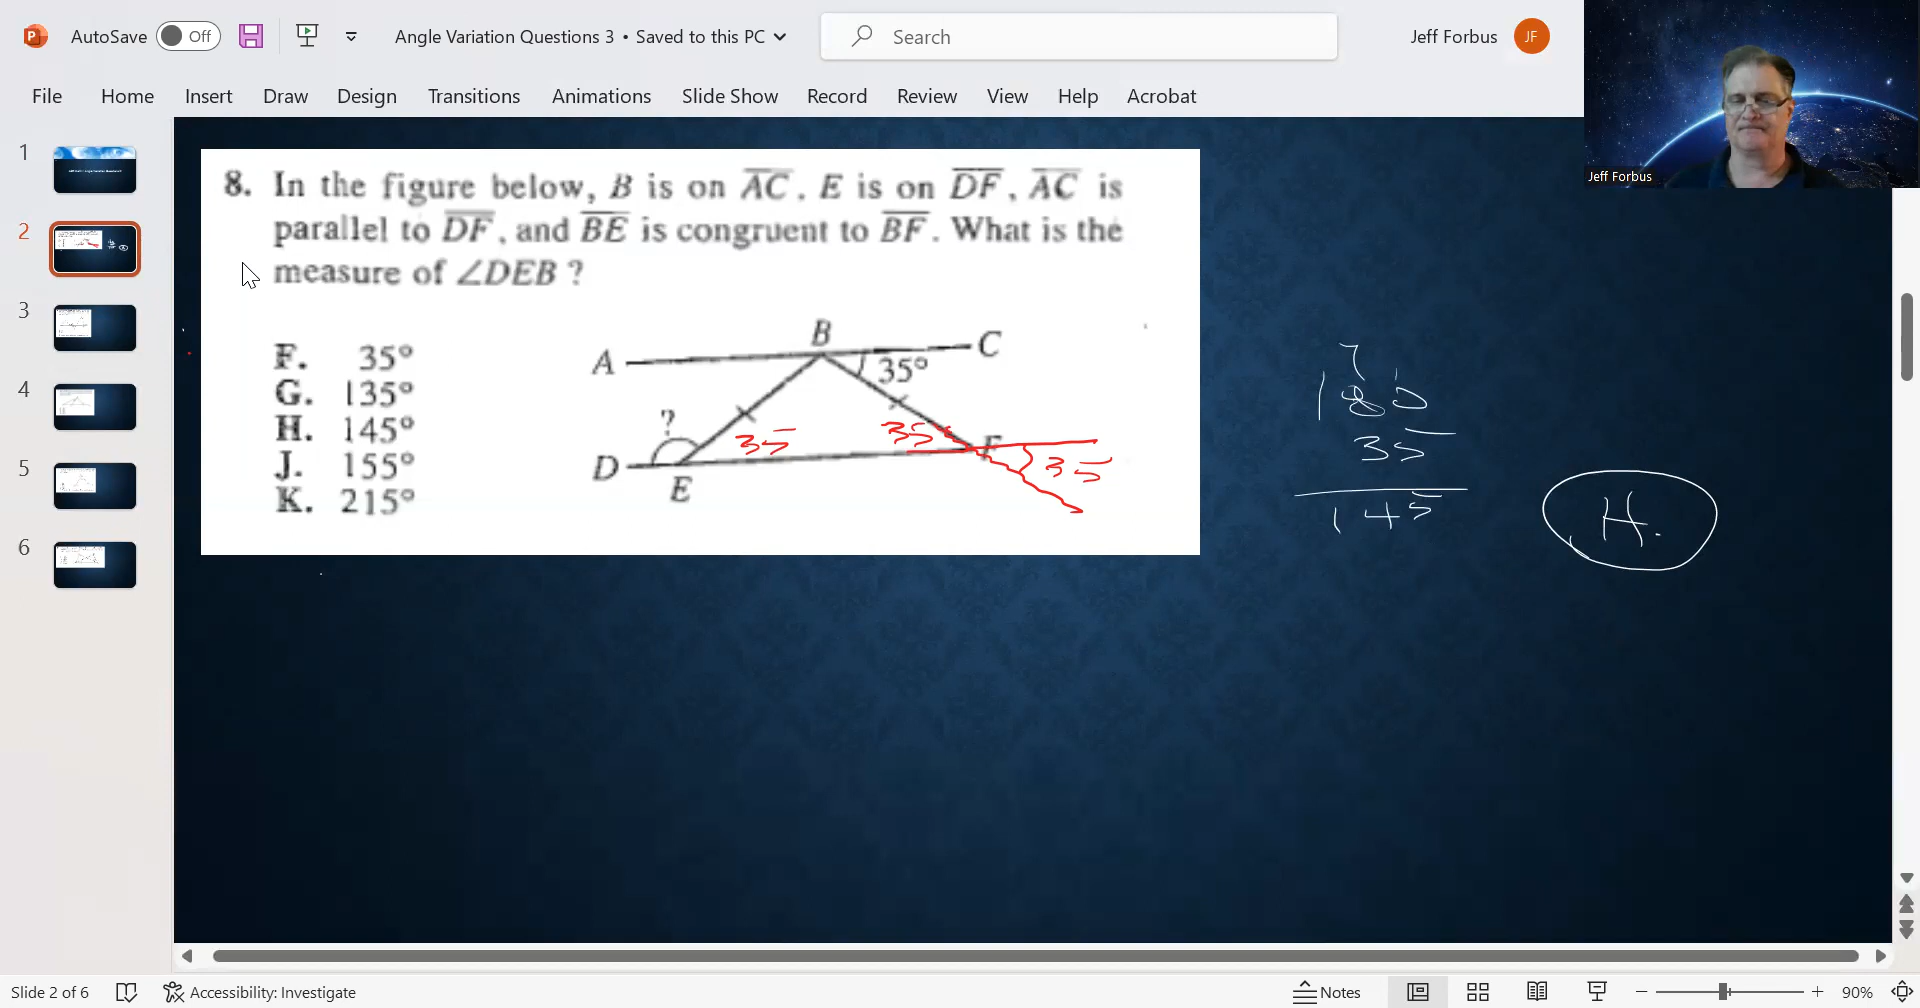 AutoSave Off Angle Variation Questions 3 • Saved to this PC Search Jeff Forbus JF
File Home Insert Draw Design Transitions Animations Slide Show Record Review View Help Acrobat
Jeff Forbus
1
2
3
4
5
6
8. In the figure below, B is on AC, E is on DF, AC is
parallel to DF, and BE is congruent to BF. What is the
measure of ∠DEB ?
F. 35°
G. 135°
H. 145°
J. 155°
K. 215°
B
A
C
35°
?
35
35
F
35
D
E
7 1
180
35
145
H.
Slide 2 of 6 Accessibility: Investigate Notes 90%